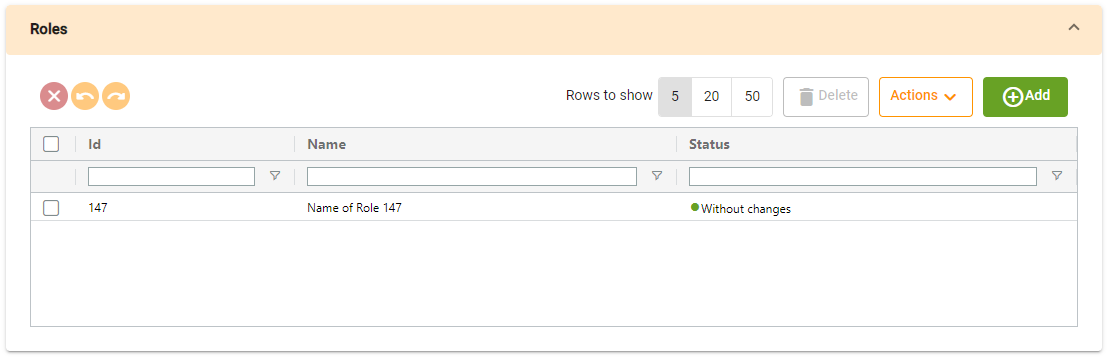 Roles
Rows to show 5 20 50 Delete Actions Add
Id Name Status
147 Name of Role 147 Without changes